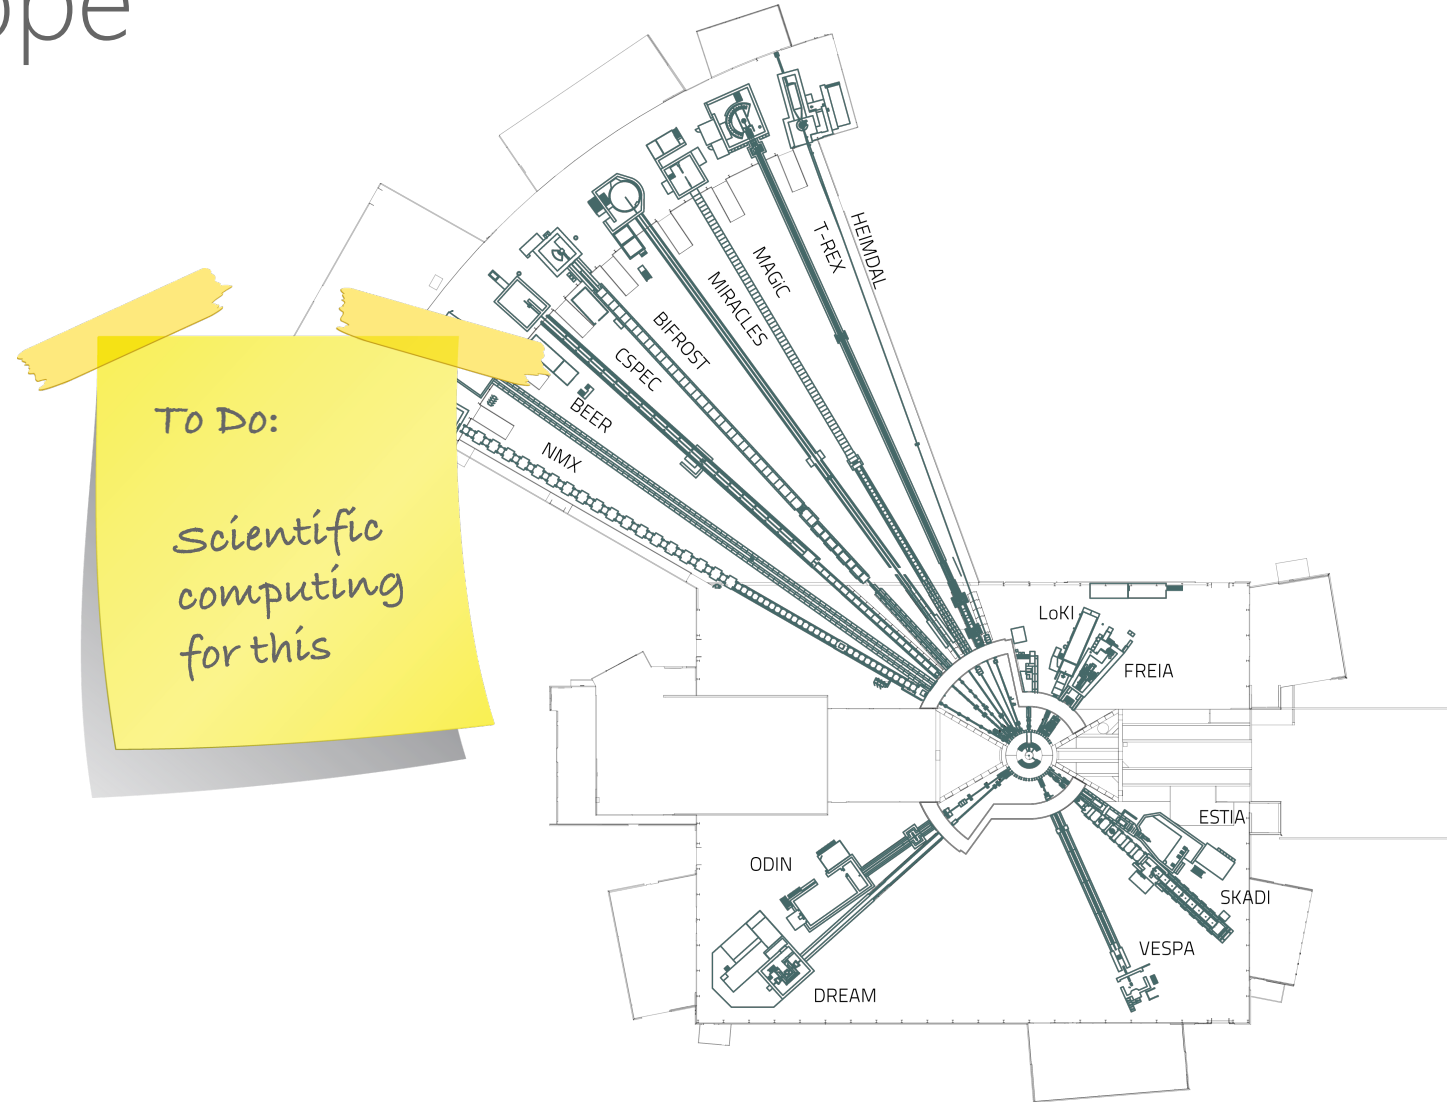 To Do:
Scientific
computing
for this
HEIMDAL
T-REX
MAGiC
MIRACLES
BIFROST
CSPEC
BEER
NMX
LoKI
FREIA
ESTIA
SKADI
VESPA
ODIN
DREAM